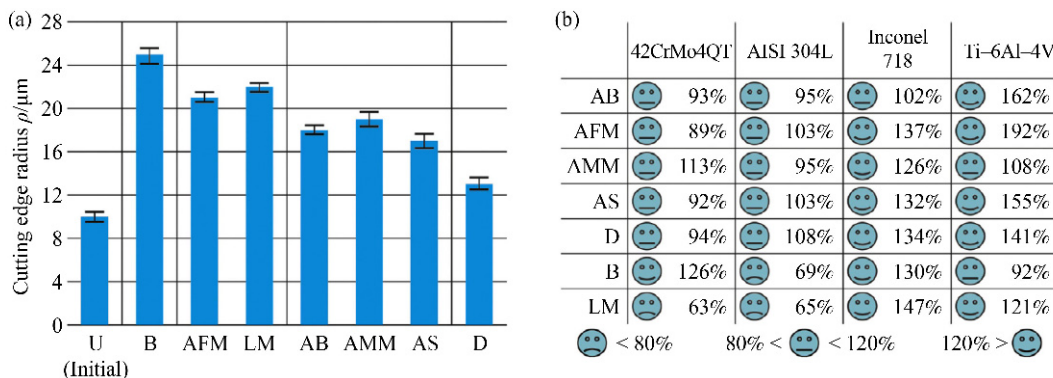 (a)
Cutting edge radius ρ/μm
28
24
20
16
12
8
4
0
U B AFM LM AB AMM AS D
(Initial)
(b)
42CrMo4QT AISI 304L Inconel 718 Ti–6Al–4V
AB 93% 95% 102% 162%
AFM 89% 103% 137% 192%
AMM 113% 95% 126% 108%
AS 92% 103% 132% 155%
D 94% 108% 134% 141%
B 126% 69% 130% 92%
LM 63% 65% 147% 121%
< 80% 80% < < 120% 120% >